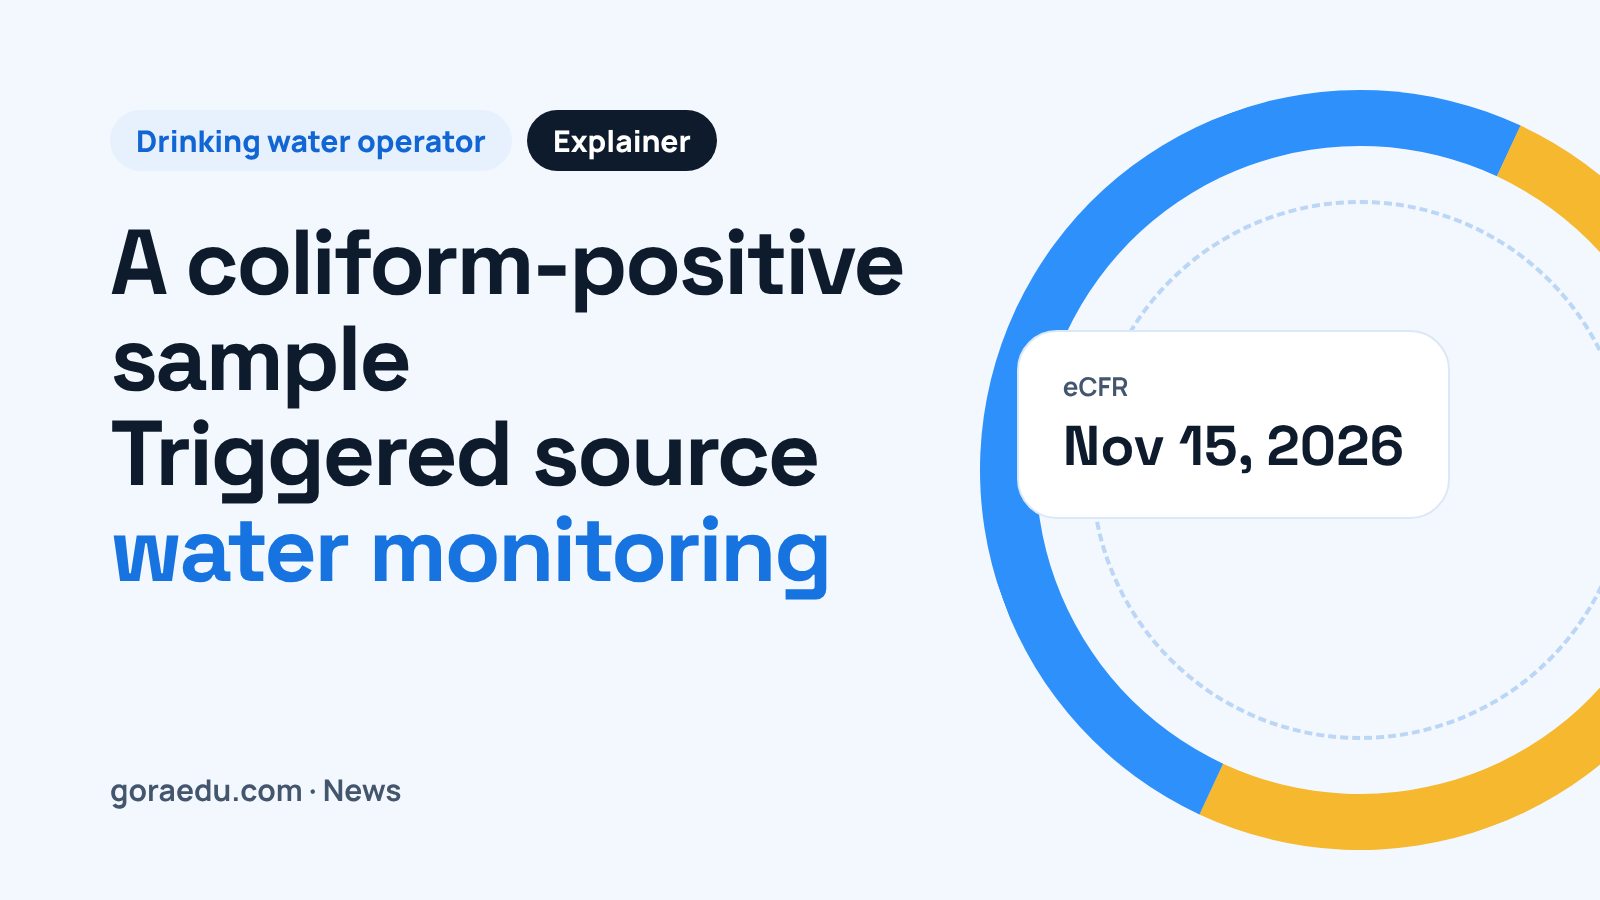 Drinking water operator
Explainer
A coliform-positive
sample
Triggered source
water monitoring
eCFR
Nov 15, 2026
goraedu.com · News